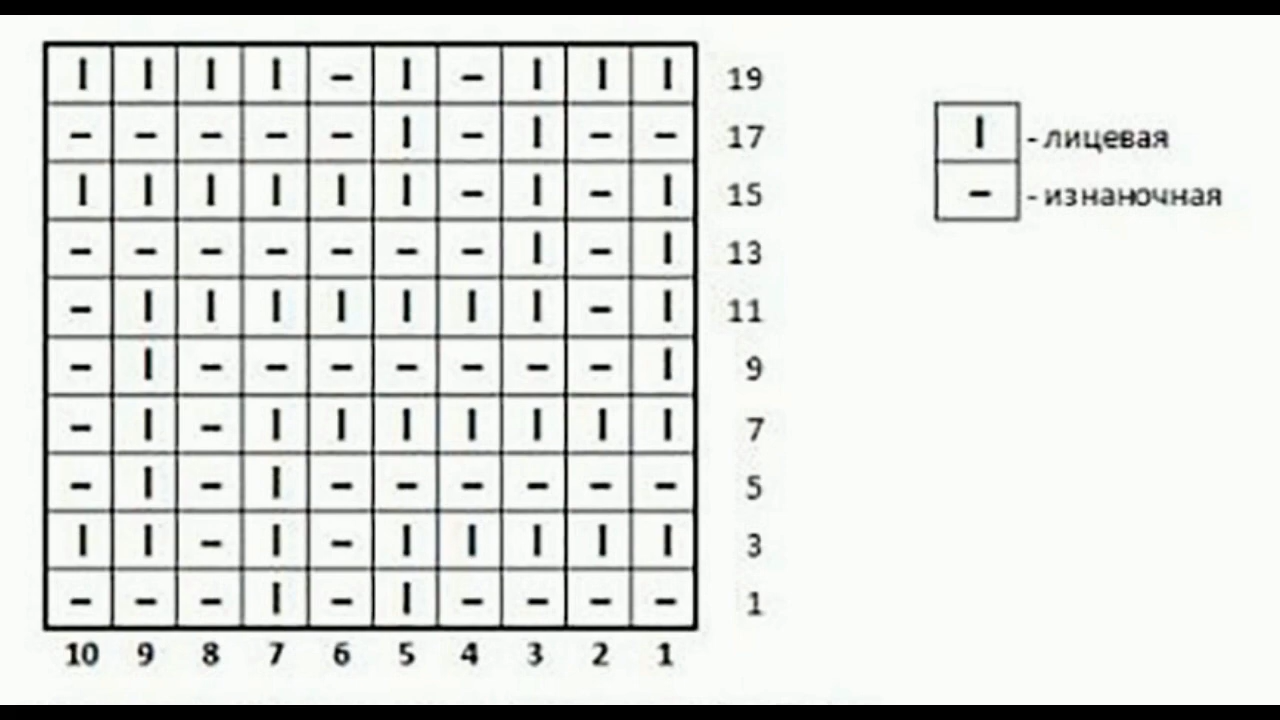 I I I I - I - I I I 19
- - - - - I - I - - 17
I I I I I I - I - I 15
- - - - - - - I - I 13
- I I I I I I I - I 11
- I - - - - - - - I 9
- I - I I I I I I I 7
- I - I - - - - - - 5
I I - I - I I I I I 3
- - - I - I - - - - 1
10 9 8 7 6 5 4 3 2 1
I - лицевая
- - изнаночная